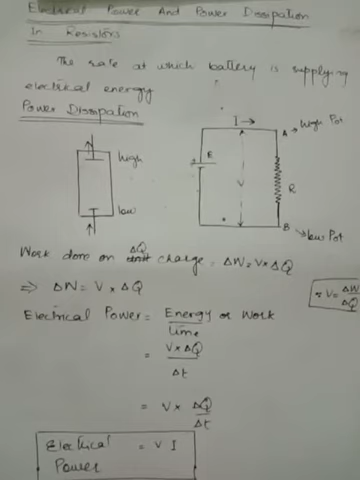 Electrical Power And Power Dissipation
In Resistors
The rate at which battery is supplying
electrical energy
Power Dissipation
high
low
I →
A → high Pot
E
V
R
B → low Pot
Work done on ΔQ charge = ΔW = V × ΔQ
⇒ ΔW = V × ΔQ
∵ V = ΔW
ΔQ
Electrical Power = Energy or Work
time
= V × ΔQ
Δt
= V × ΔQ
Δt
Electrical = V I
Power